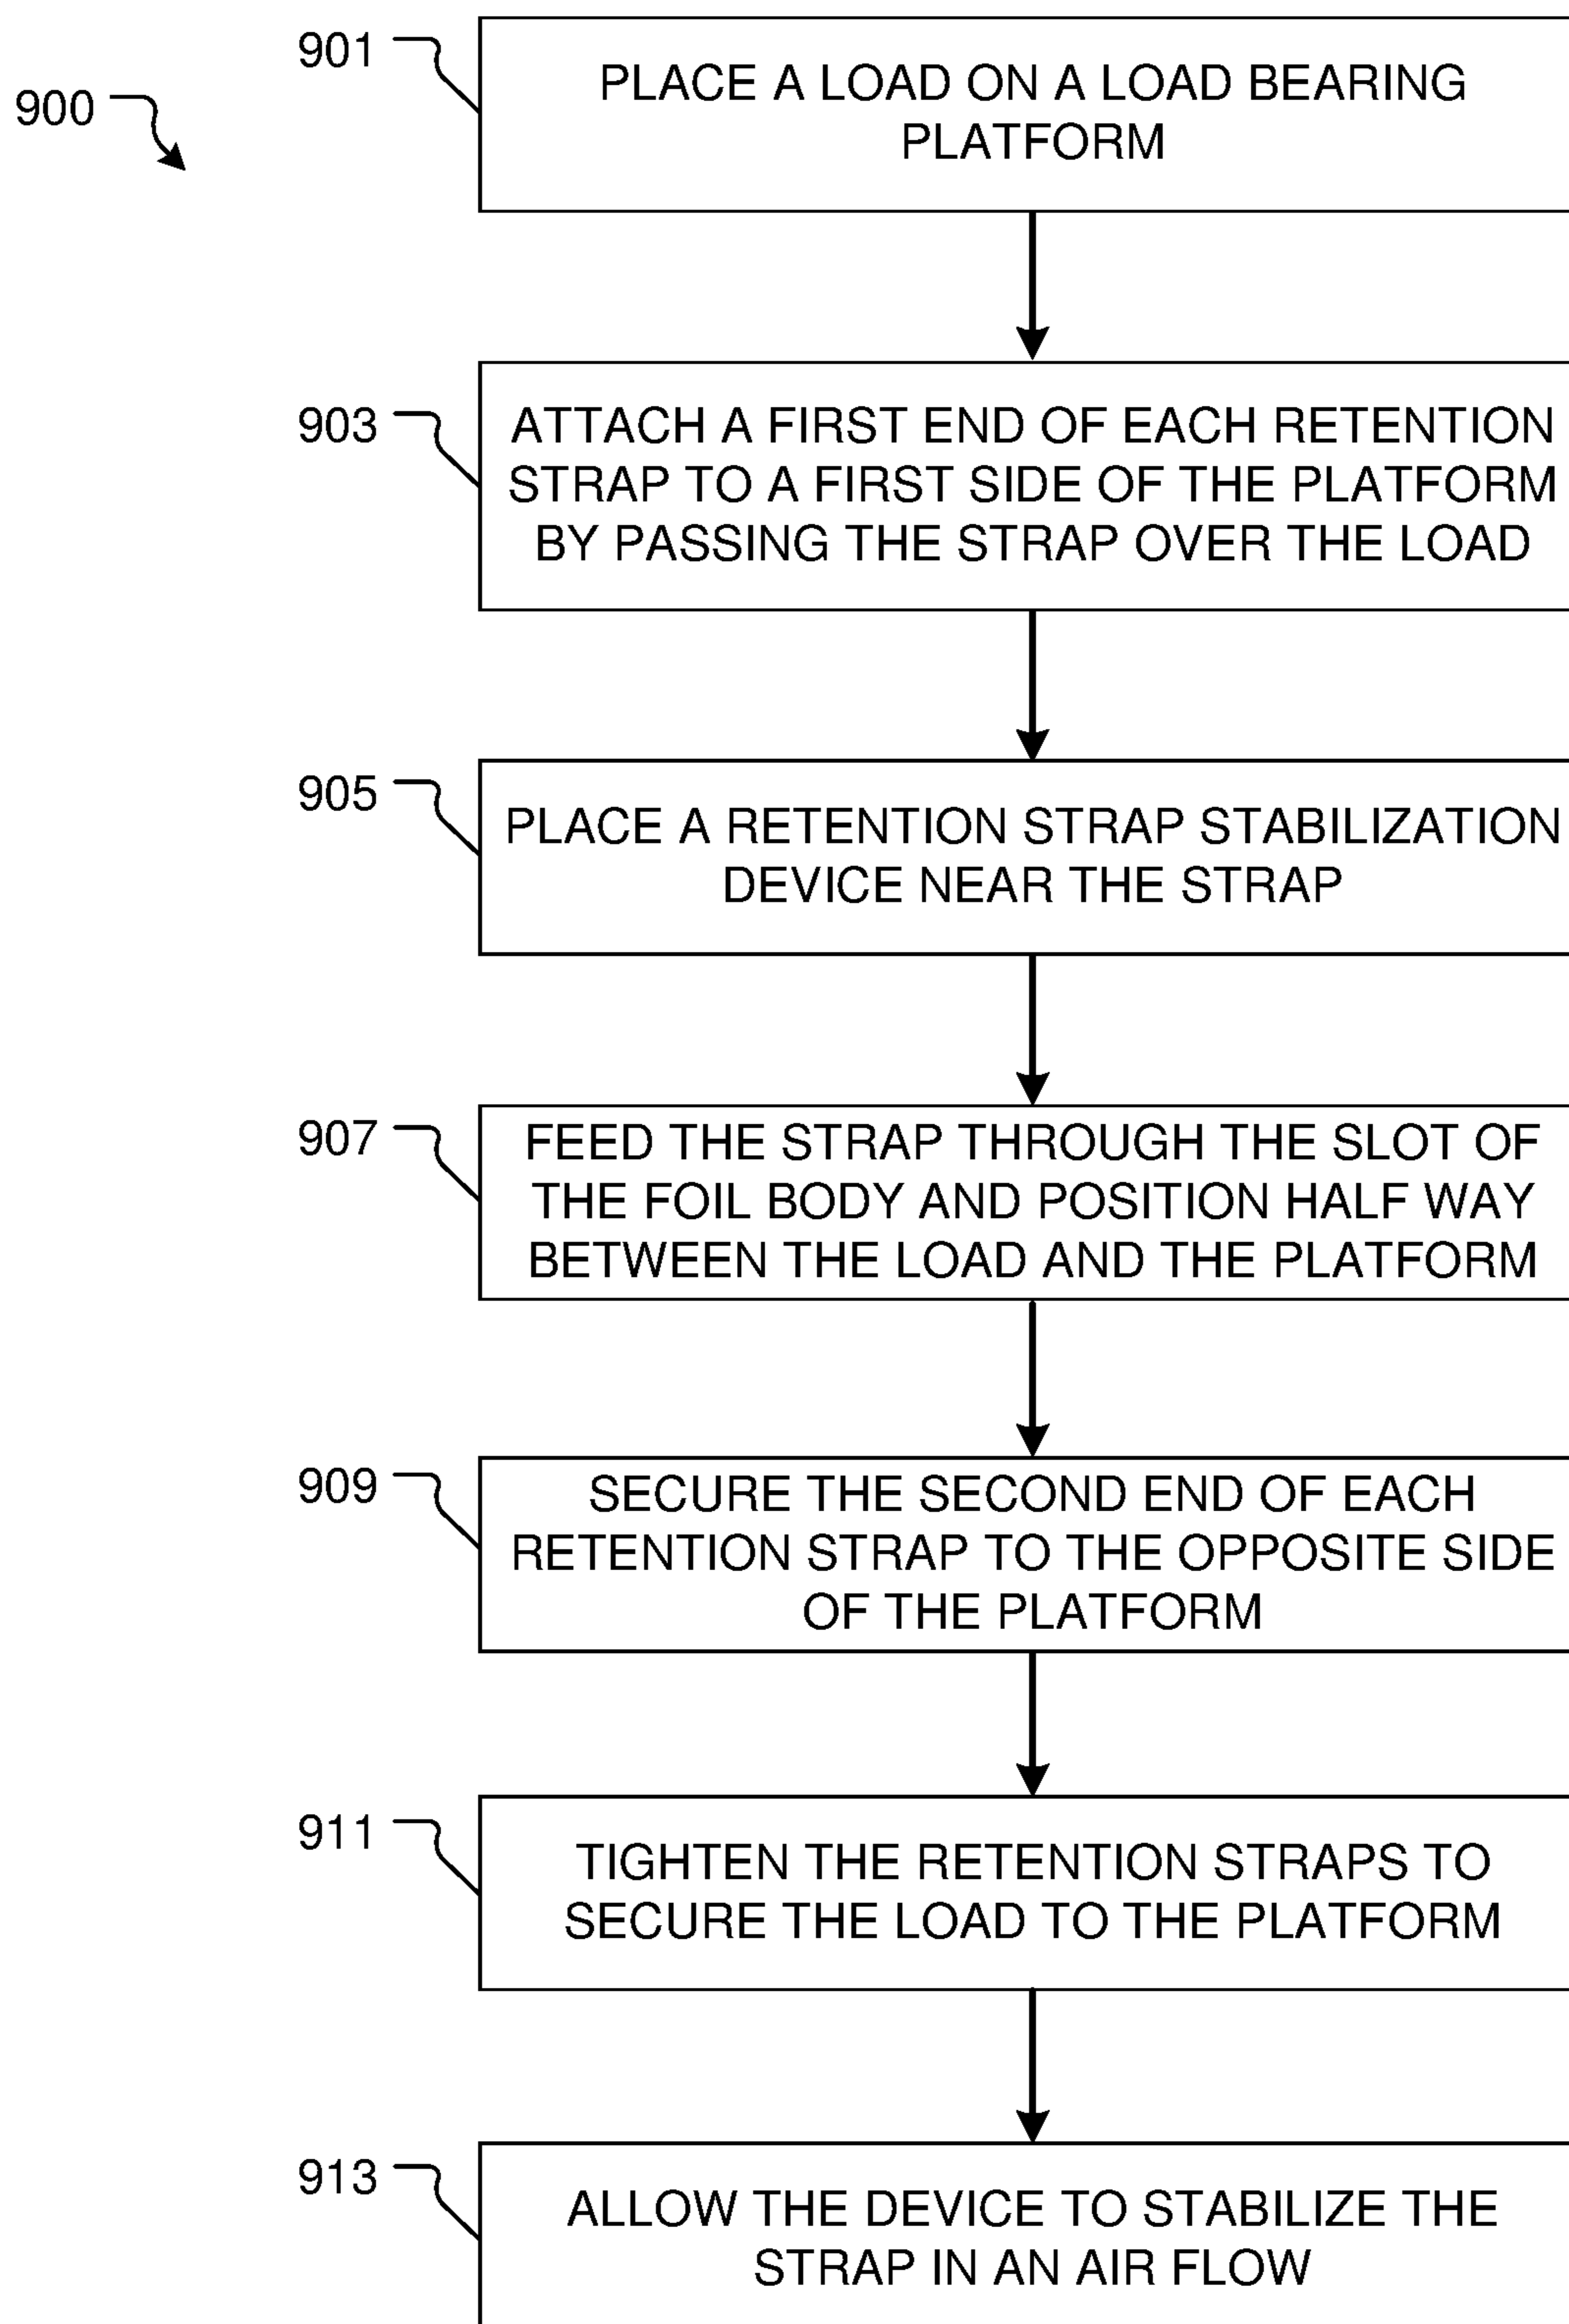 901
PLACE A LOAD ON A LOAD BEARING
PLATFORM
900
903
ATTACH A FIRST END OF EACH RETENTION
STRAP TO A FIRST SIDE OF THE PLATFORM
BY PASSING THE STRAP OVER THE LOAD
905
PLACE A RETENTION STRAP STABILIZATION
DEVICE NEAR THE STRAP
907
FEED THE STRAP THROUGH THE SLOT OF
THE FOIL BODY AND POSITION HALF WAY
BETWEEN THE LOAD AND THE PLATFORM
909
SECURE THE SECOND END OF EACH
RETENTION STRAP TO THE OPPOSITE SIDE
OF THE PLATFORM
911
TIGHTEN THE RETENTION STRAPS TO
SECURE THE LOAD TO THE PLATFORM
913
ALLOW THE DEVICE TO STABILIZE THE
STRAP IN AN AIR FLOW